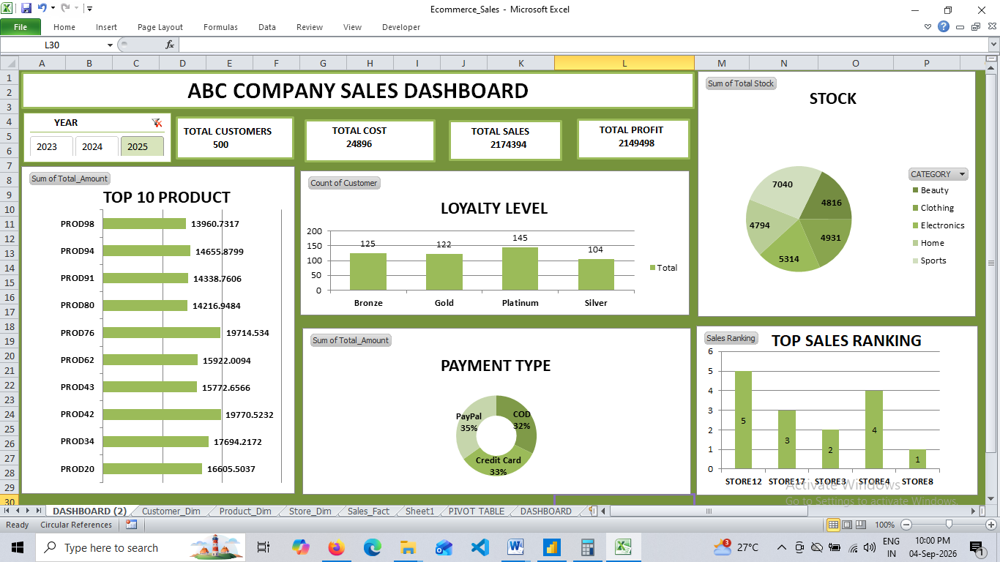 Ecommerce_Sales - Microsoft Excel
File Home Insert Page Layout Formulas Data Review View Developer
L30 fx
A B C D E F G H I J K L M N O P
1
2
3
4
5
6
7
8
9
10
11
12
13
14
15
16
17
18
19
20
21
22
23
24
25
26
27
28
29
30
ABC COMPANY SALES DASHBOARD
YEAR
2023 2024 2025
TOTAL CUSTOMERS
500
TOTAL COST
24896
TOTAL SALES
2174394
TOTAL PROFIT
2149498
Sum of Total_Amount
TOP 10 PRODUCT
PROD98 13960.7317
PROD94 14655.8799
PROD91 14338.7606
PROD80 14216.9484
PROD76 19714.534
PROD62 15922.0094
PROD43 15772.6566
PROD42 19770.5232
PROD34 17694.2172
PROD20 16605.5037
Count of Customer
LOYALTY LEVEL
200
150
100
50
0
125 122 145 104
Bronze Gold Platinum Silver
Total
Sum of Total_Amount
PAYMENT TYPE
COD
32%
PayPal
35%
Credit Card
33%
Sum of Total Stock
STOCK
7040
4816
4794
4931
5314
CATEGORY
Beauty
Clothing
Electronics
Home
Sports
Sales Ranking
TOP SALES RANKING
6
5
4
3
2
1
0
5 3 2 4 1
STORE12 STORE17 STORE3 STORE4 STORE8
Activate Windows
Go to Settings to activate Windows.
DASHBOARD (2) Customer_Dim Product_Dim Store_Dim Sales_Fact Sheet1 PIVOT TABLE DASHBOARD
Ready Circular References 100%
Type here to search
3 27°C
ENG
IN
10:00 PM
04-Sep-2026
1